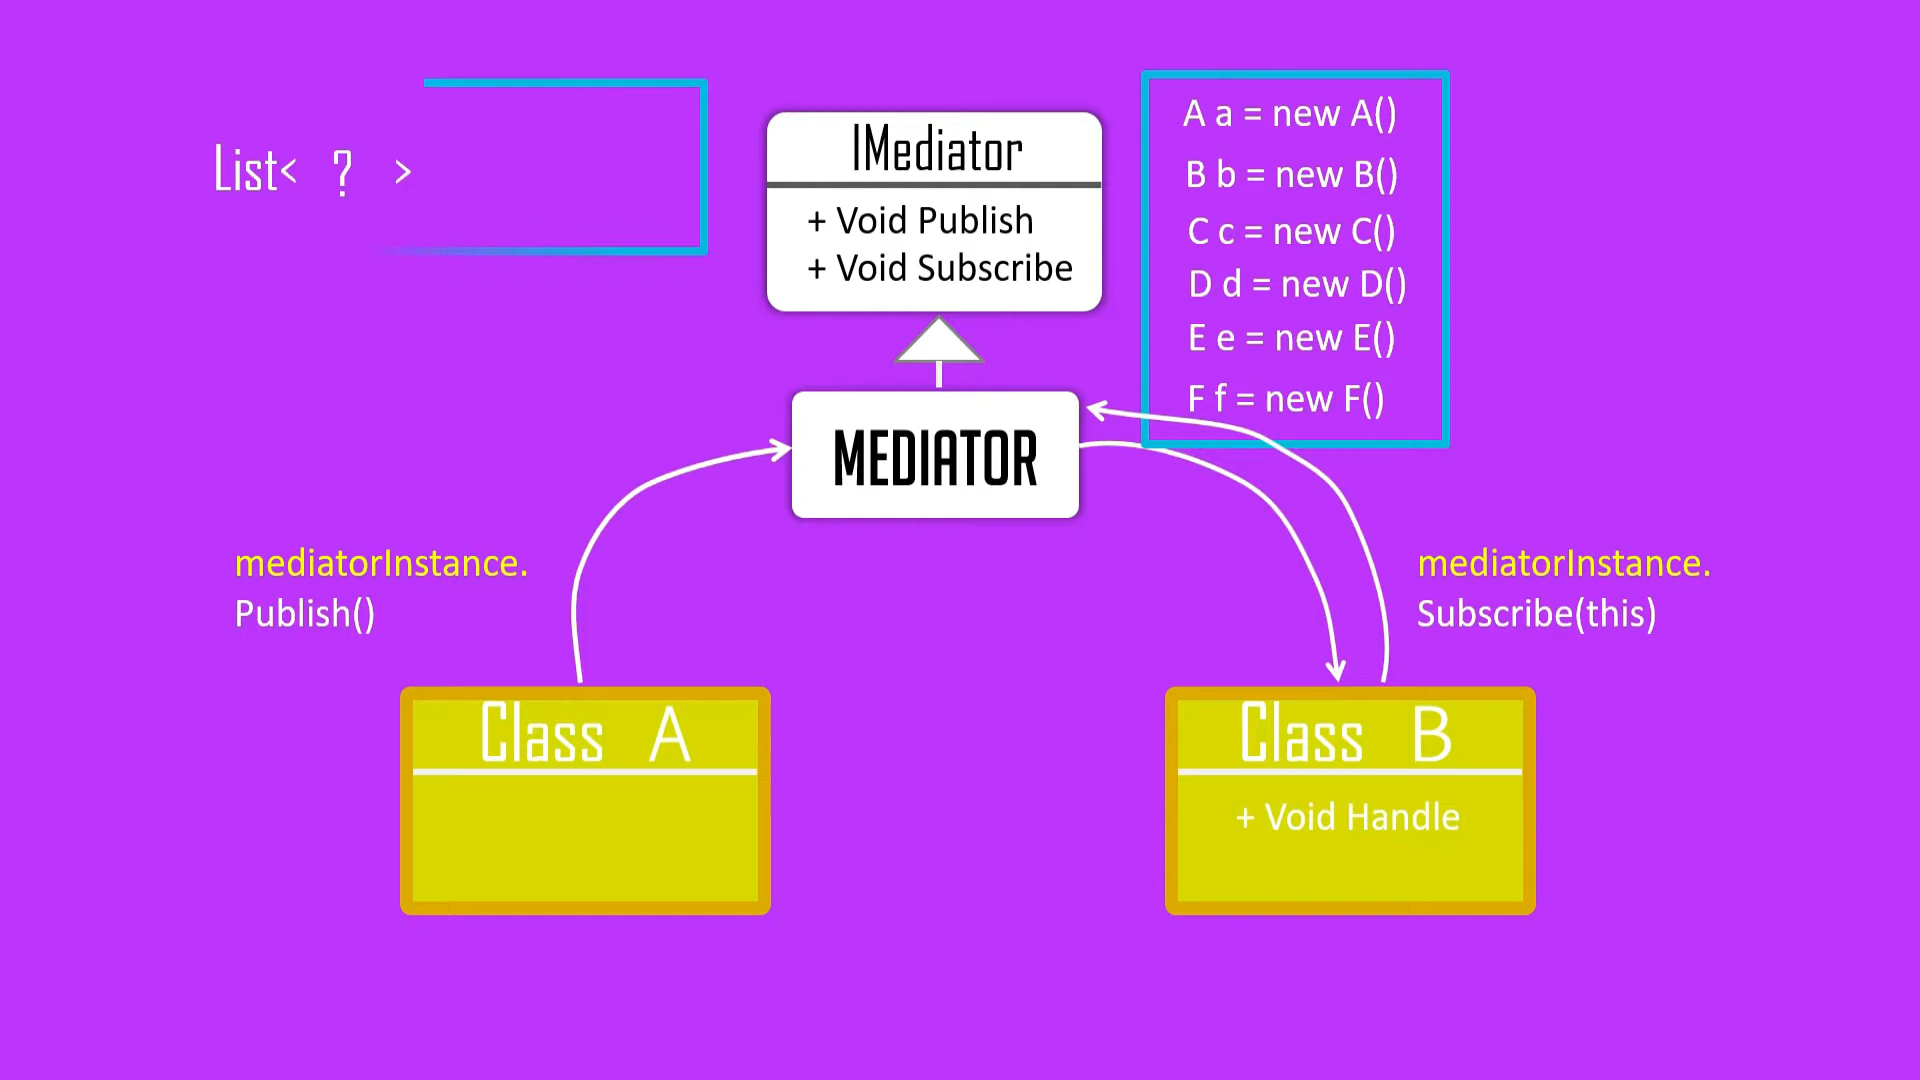 List< ? >
IMediator
+ Void Publish
+ Void Subscribe
A a = new A()
B b = new B()
C c = new C()
D d = new D()
E e = new E()
F f = new F()
MEDIATOR
mediatorInstance.
Publish()
mediatorInstance.
Subscribe(this)
Class A
Class B
+ Void Handle